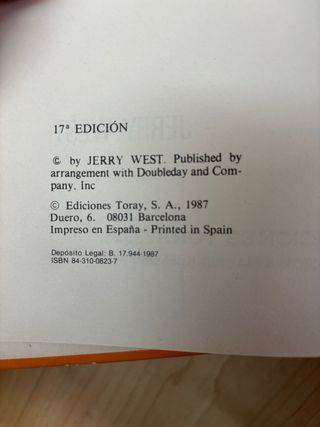 17ª EDICIÓN
© by JERRY WEST. Published by
arrangement with Doubleday and Com-
pany. Inc
© Ediciones Toray, S. A., 1987
Duero, 6. 08031 Barcelona
Impreso en España - Printed in Spain
Depósito Legal: B. 17.944-1987
ISBN 84-310-0823-7